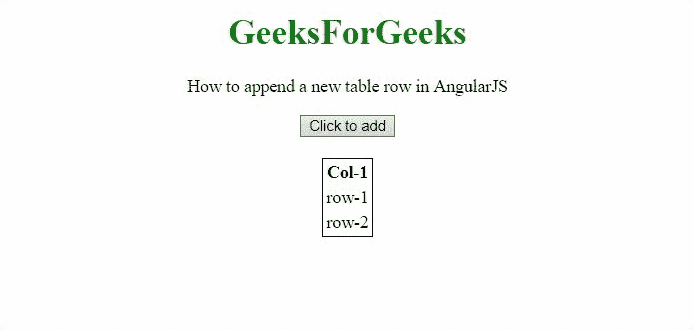 GeeksForGeeks
How to append a new table row in AngularJS
Click to add
Col-1
row-1
row-2